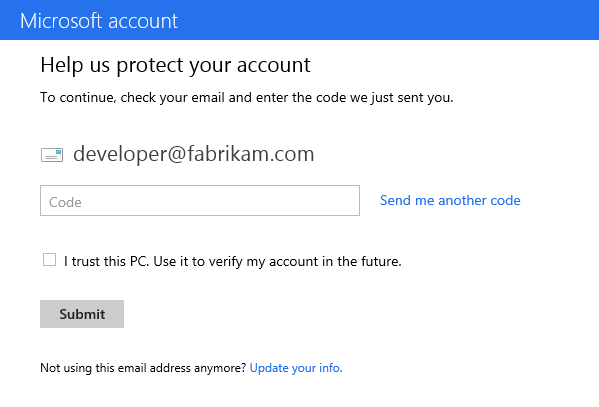 Microsoft account
Help us protect your account
To continue, check your email and enter the code we just sent you.
developer@fabrikam.com
Code
Send me another code
I trust this PC. Use it to verify my account in the future.
Submit
Not using this email address anymore? Update your info.